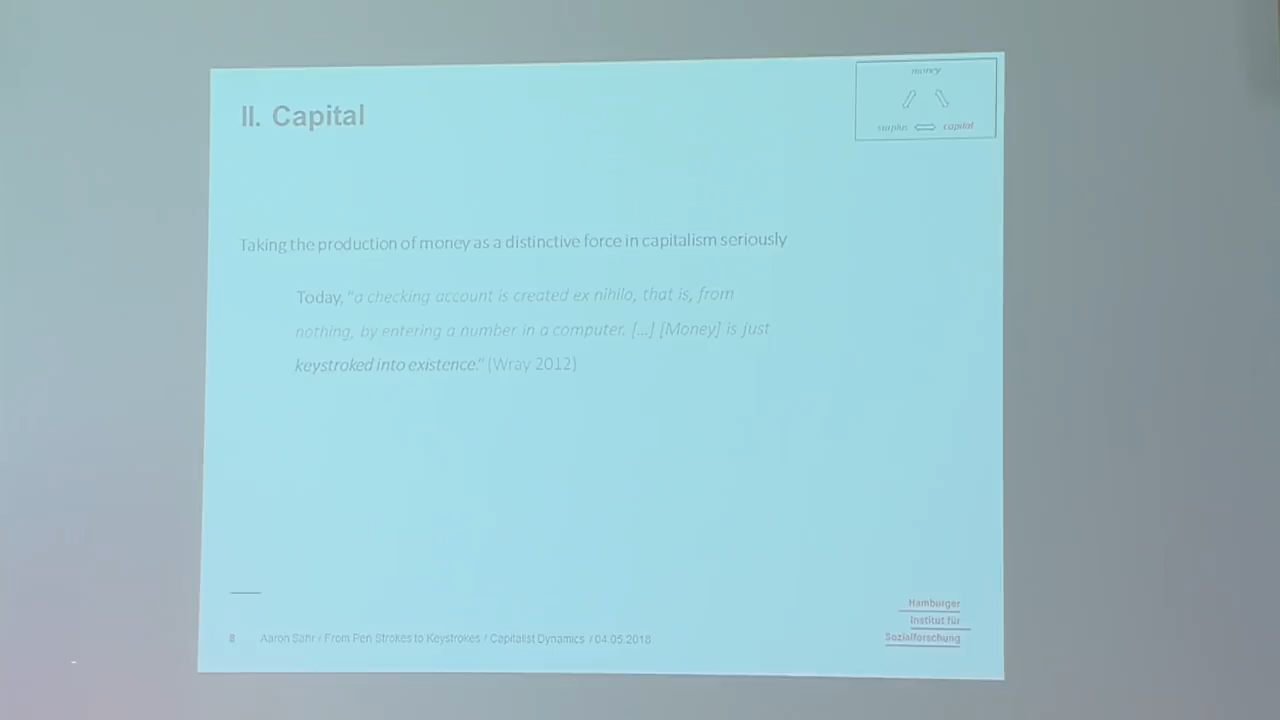 II. Capital
money
surplus capital
Taking the production of money as a distinctive force in capitalism seriously
Today, "a checking account is created ex nihilo, that is, from
nothing, by entering a number in a computer. [...] [Money] is just
keystroked into existence." (Wray 2012)
8 Aaron Sahr / From Pen Strokes to Keystrokes / Capitalist Dynamics / 04.05.2018
Hamburger
Institut für
Sozialforschung